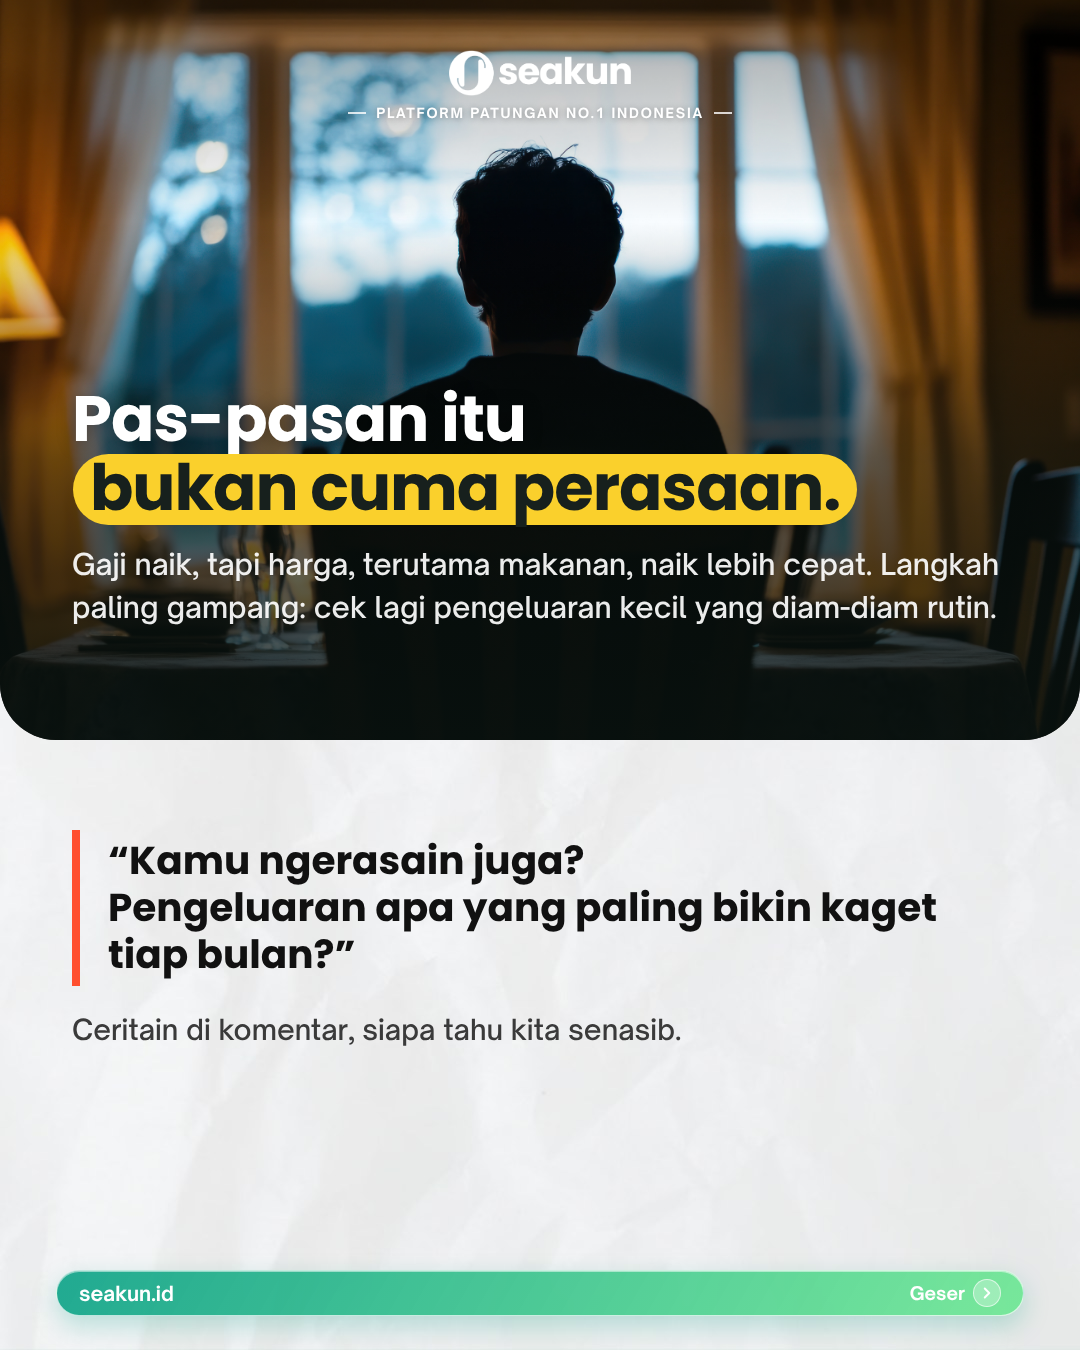 seakun
PLATFORM PATUNGAN NO.1 INDONESIA
Pas-pasan itu
bukan cuma perasaan.
Gaji naik, tapi harga, terutama makanan, naik lebih cepat. Langkah
paling gampang: cek lagi pengeluaran kecil yang diam-diam rutin.
“Kamu ngerasain juga?
Pengeluaran apa yang paling bikin kaget
tiap bulan?”
Ceritain di komentar, siapa tahu kita senasib.
seakun.id
Geser